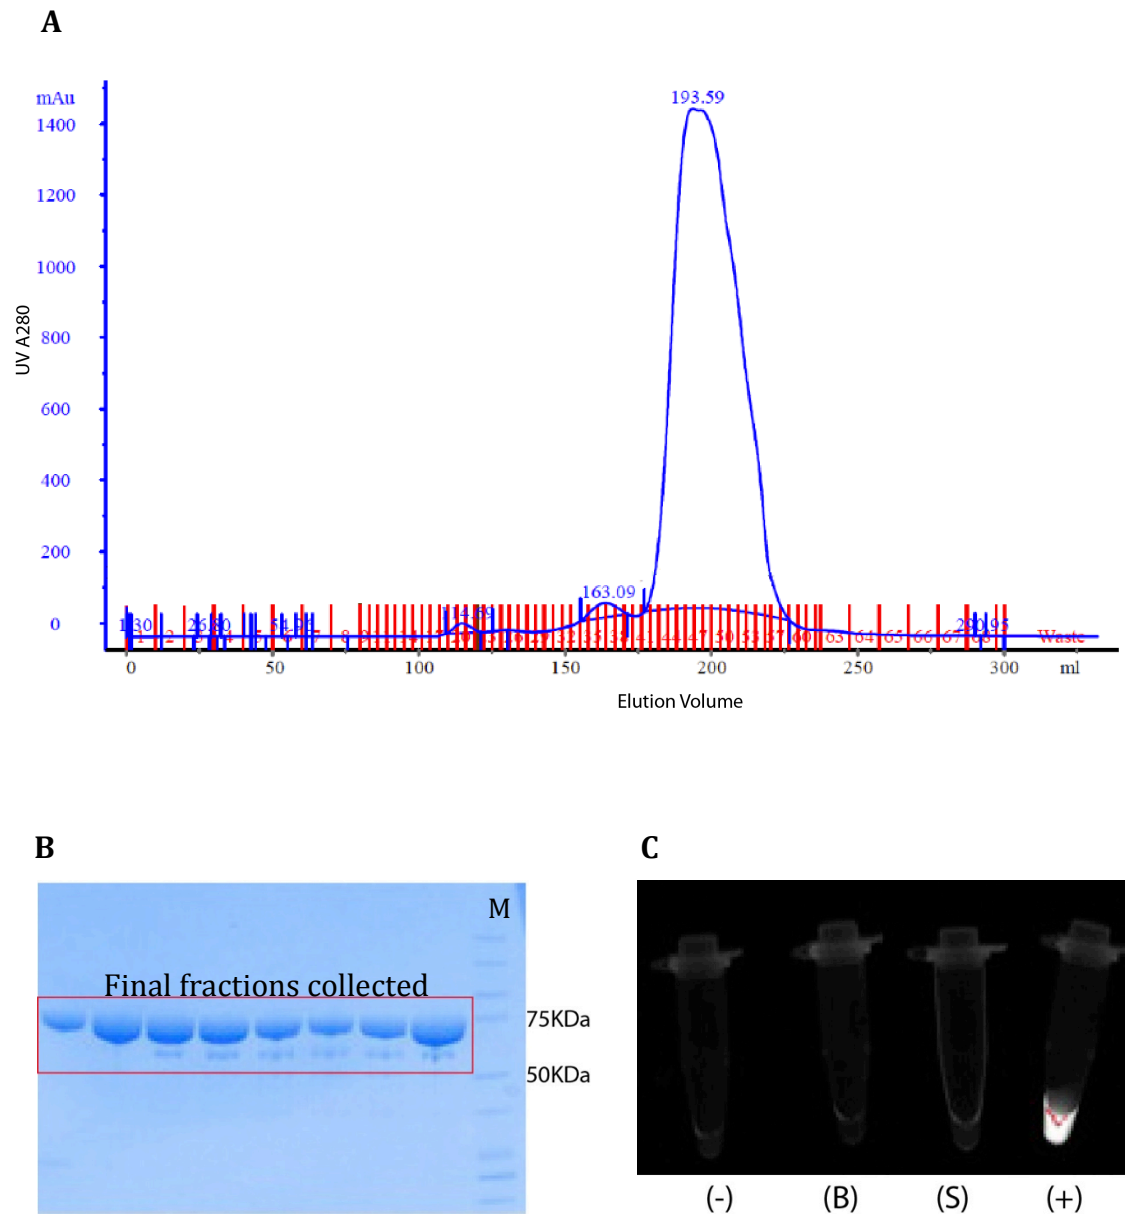 A
mAu
193.59
1400
1200
1000
800
UV A280
600
400
200
163.09
0
0 50 100 150 200 250 300 ml
Waste
Elution Volume
B
C
M
Final fractions collected
75KDa
50KDa
(-) (B) (S) (+)